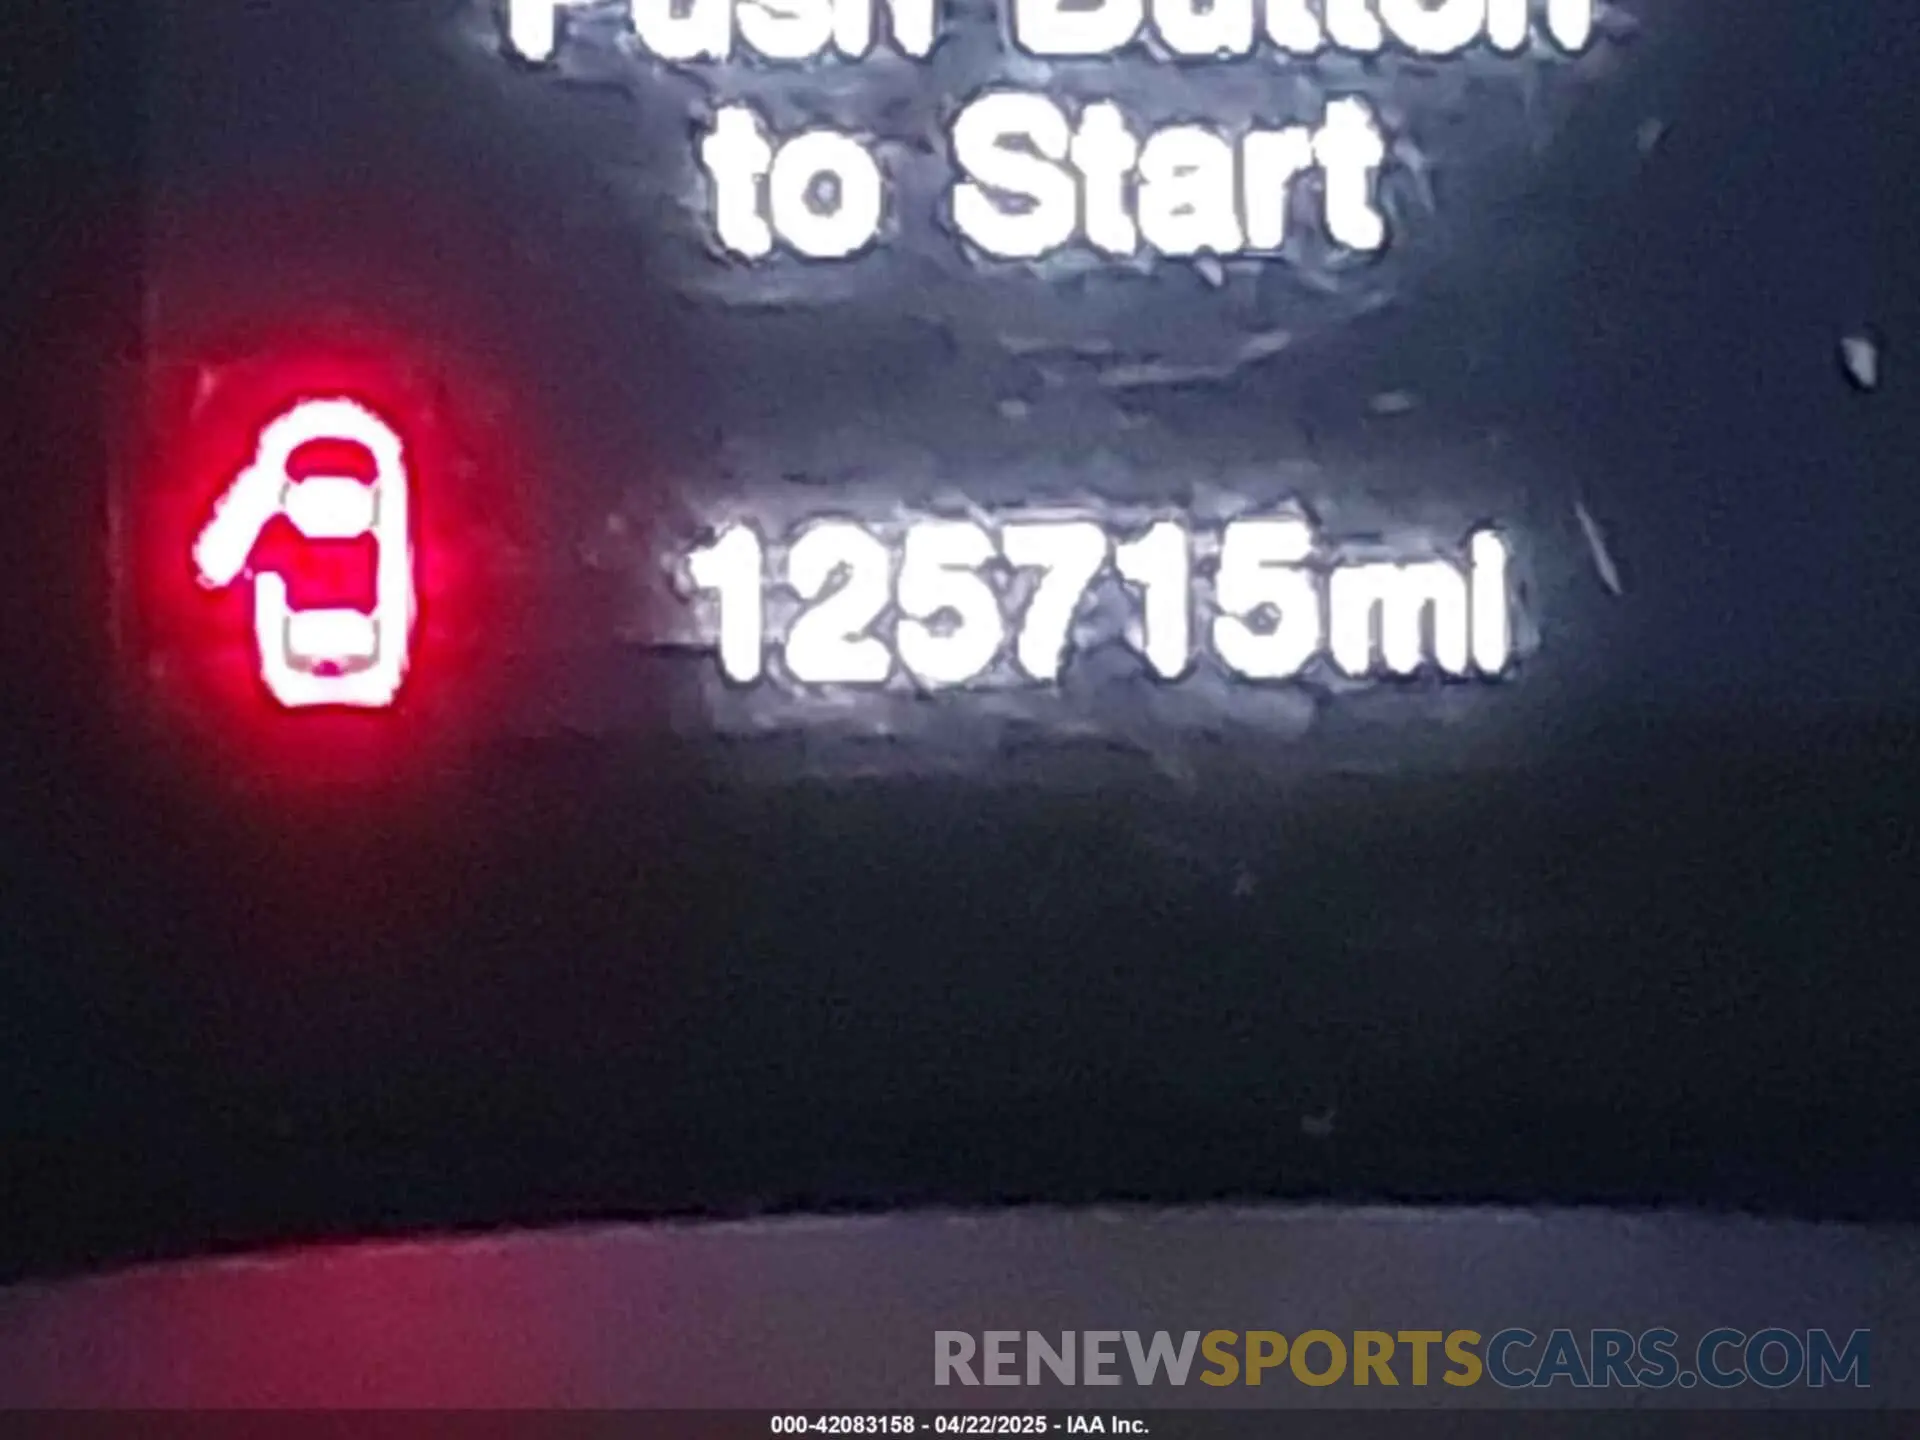 Push Button
to Start
125715mi
RENEWSPORTSCARS.COM
000-42083158 - 04/22/2025 - IAA Inc.